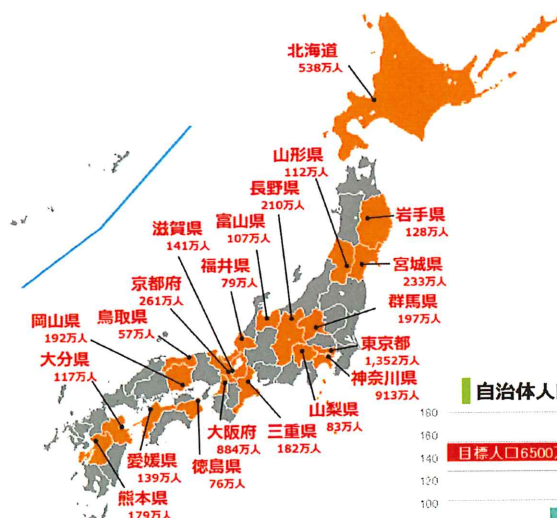 北海道
538万人
山形県
112万人
長野県
210万人
富山県
107万人
滋賀県
141万人
福井県
79万人
京都府
261万人
鳥取県
57万人
岡山県
192万人
大分県
117万人
岩手県
128万人
宮城県
233万人
群馬県
197万人
東京都
1,352万人
神奈川県
913万人
山梨県
83万人
三重県
182万人
大阪府
884万人
徳島県
76万人
愛媛県
139万人
熊本県
179万人
自治体人
180
160
目標人口6500
140
120
100